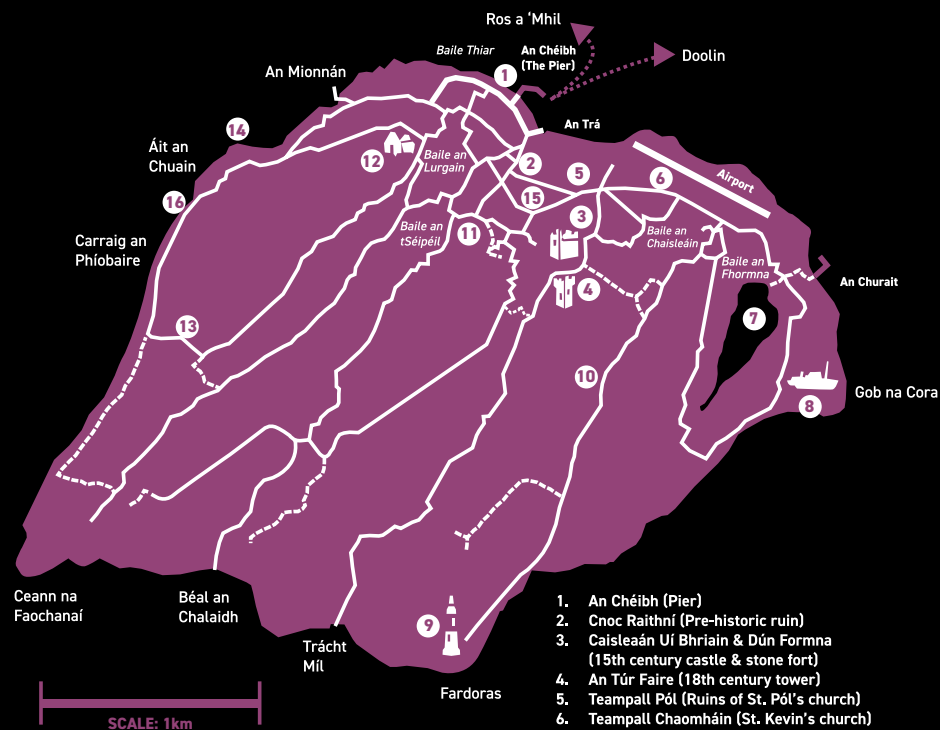 Ros a ‘Mhil
Baile Thiar
An Chéibh
(The Pier)
Doolin
An Mionnán
1
An Trá
14
Áit an
Chuain
12
Baile an
Lurgain
2
5
6
Airport
16
15
3
Carraig an
Phíobaire
Baile an
tSéipéil
11
Baile an
Chaisleáin
Baile an
Fhormna
An Churait
4
7
13
10
8
Gob na Cora
Ceann na
Faochanaí
Béal an
Chalaidh
9
Trácht
Míl
Fardoras
SCALE: 1km
1. An Chéibh (Pier)
2. Cnoc Raithní (Pre-historic ruin)
3. Caisleán Uí Bhriain & Dún Formna
(15th century castle & stone fort)
4. An Túr Faire (18th century tower)
5. Teampall Pól (Ruins of St. Pól’s church)
6. Teampall Chaomháin (St. Kevin’s church)